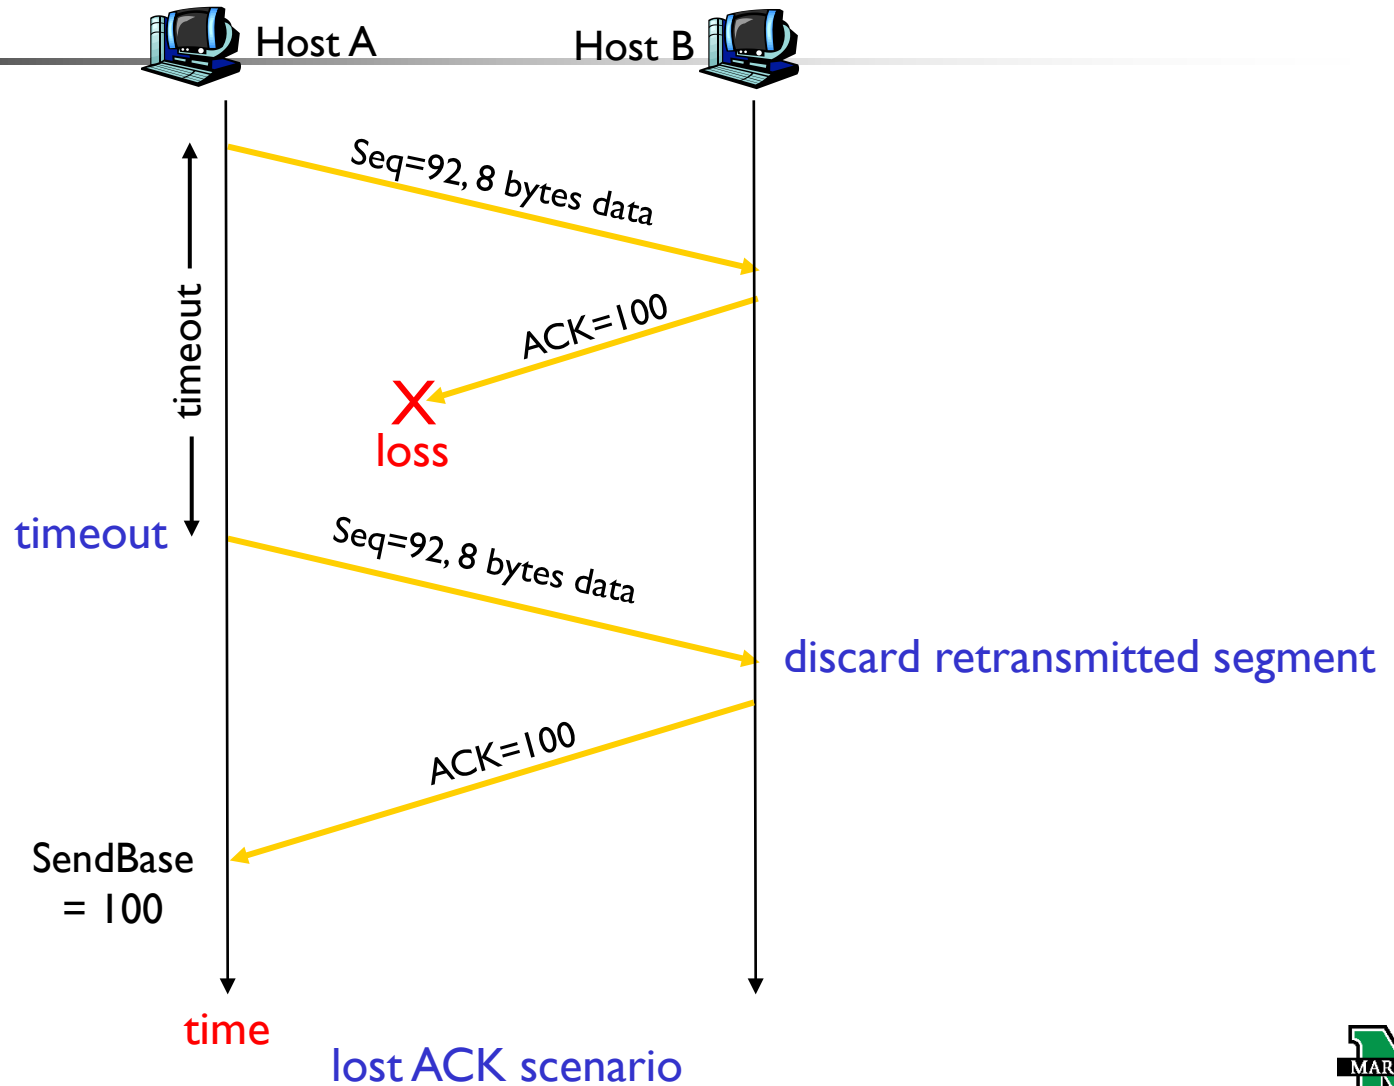 Host A
Host B
Seq=92, 8 bytes data
timeout
ACK=100
X
loss
timeout
Seq=92, 8 bytes data
discard retransmitted segment
ACK=100
SendBase
= 100
time
lost ACK scenario
MAR